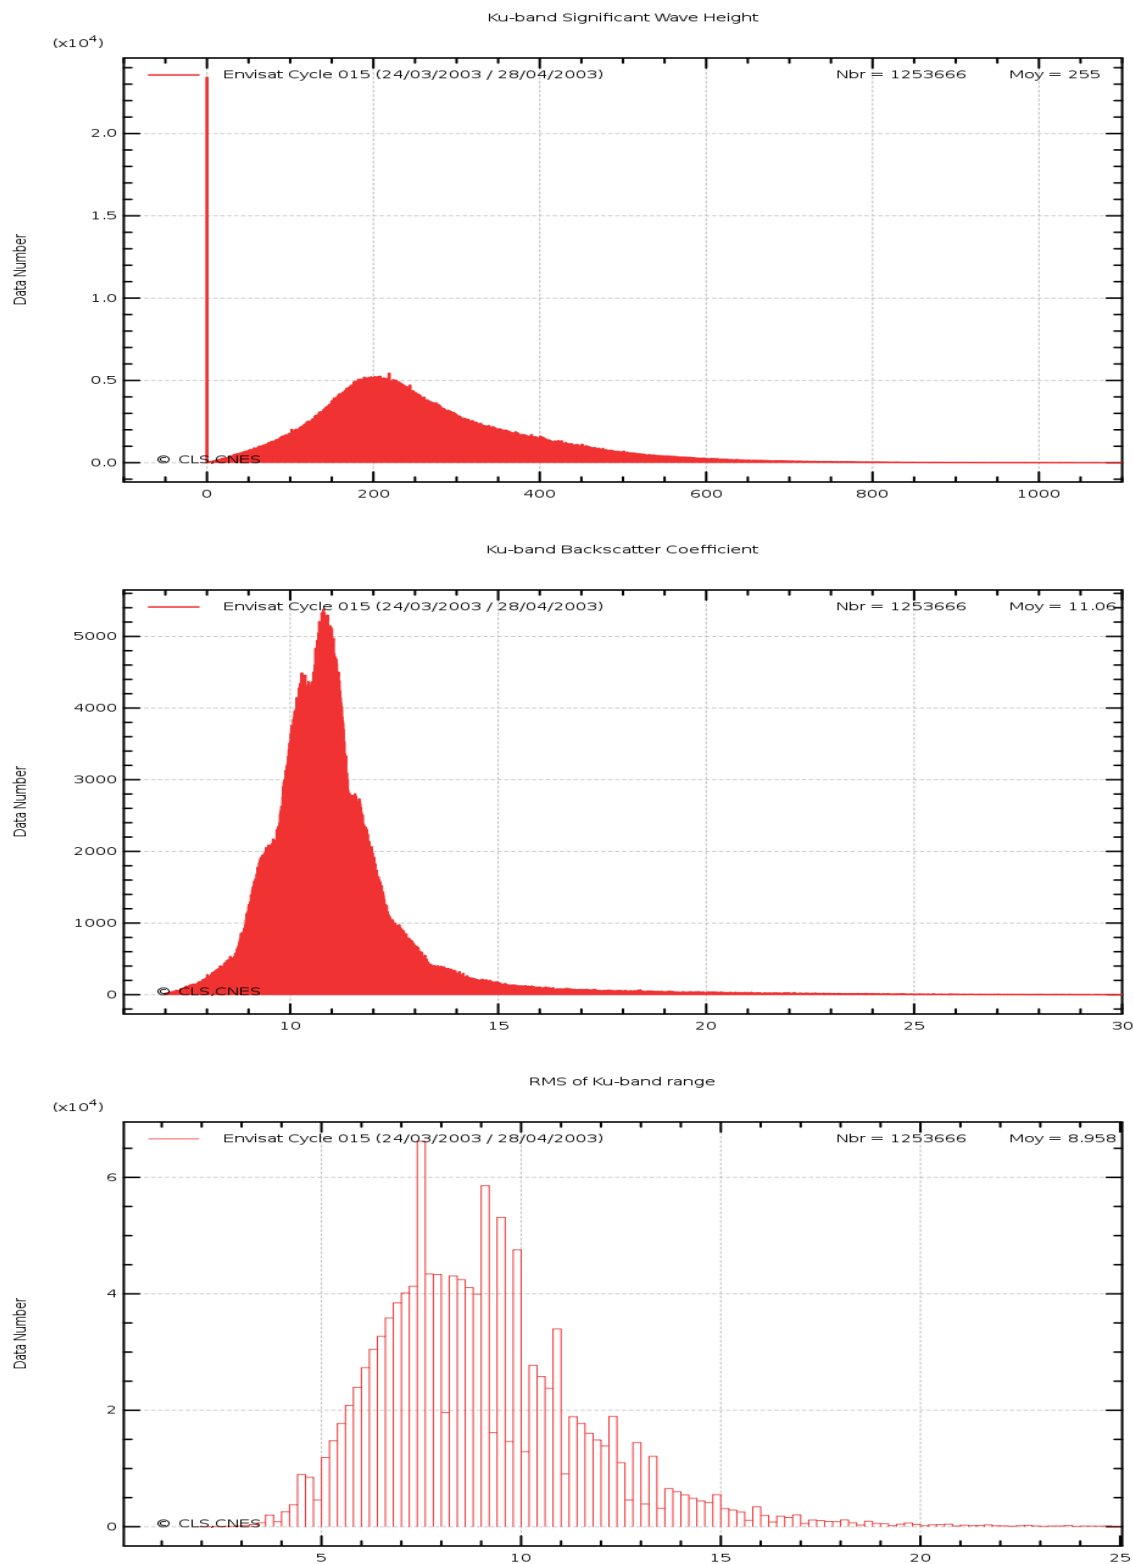 Ku-band Significant Wave Height
(x10⁴)
Envisat Cycle 015 (24/03/2003 / 28/04/2003) Nbr = 1253666 Moy = 255
2.0
1.5
1.0
0.5
0.0
Data Number
© CLS,CNES
0 200 400 600 800 1000
Ku-band Backscatter Coefficient
Envisat Cycle 015 (24/03/2003 / 28/04/2003) Nbr = 1253666 Moy = 11.06
5000
4000
3000
2000
1000
0
Data Number
© CLS,CNES
10 15 20 25 30
RMS of Ku-band range
(x10⁴)
Envisat Cycle 015 (24/03/2003 / 28/04/2003) Nbr = 1253666 Moy = 8.958
6
4
2
0
Data Number
© CLS,CNES
5 10 15 20 25